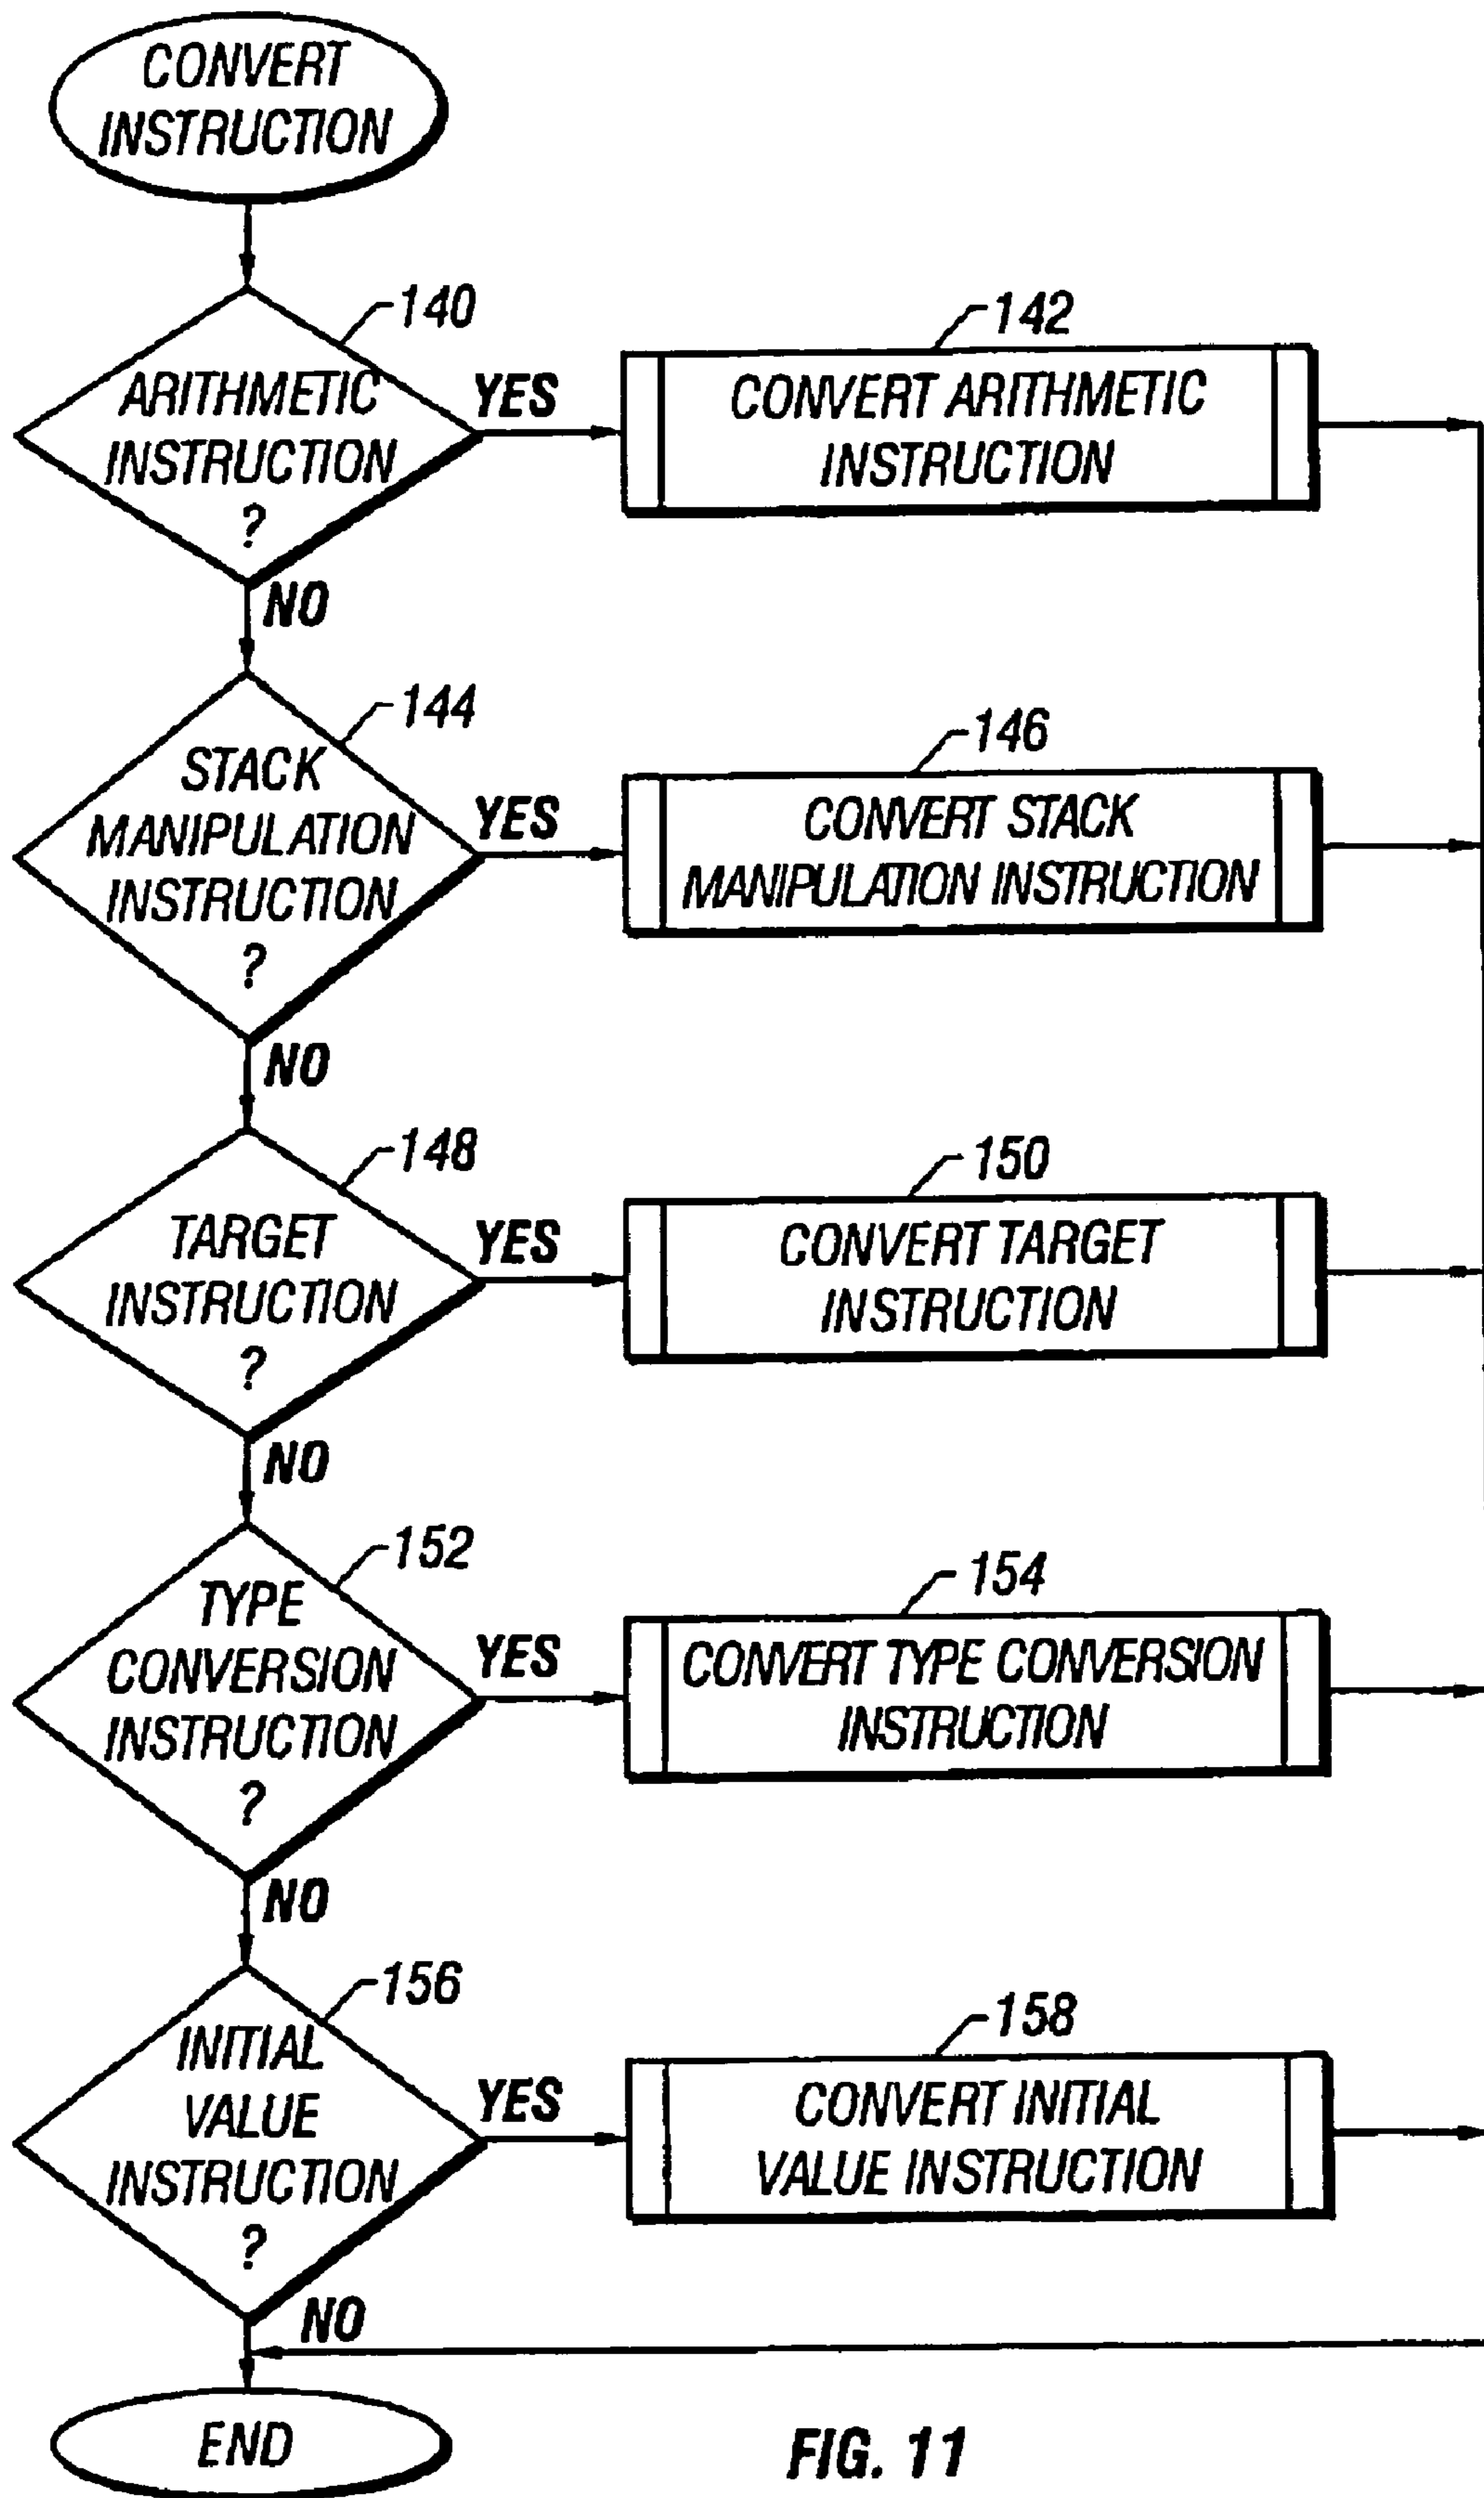 CONVERT
INSTRUCTION
140
ARITHMETIC
INSTRUCTION
?
YES
142
CONVERT ARITHMETIC
INSTRUCTION
NO
144
STACK
MANIPULATION
INSTRUCTION
?
YES
146
CONVERT STACK
MANIPULATION INSTRUCTION
NO
148
TARGET
INSTRUCTION
?
YES
150
CONVERT TARGET
INSTRUCTION
NO
152
TYPE
CONVERSION
INSTRUCTION
?
YES
154
CONVERT TYPE CONVERSION
INSTRUCTION
NO
156
INITIAL
VALUE
INSTRUCTION
?
YES
158
CONVERT INITIAL
VALUE INSTRUCTION
NO
END
FIG. 11